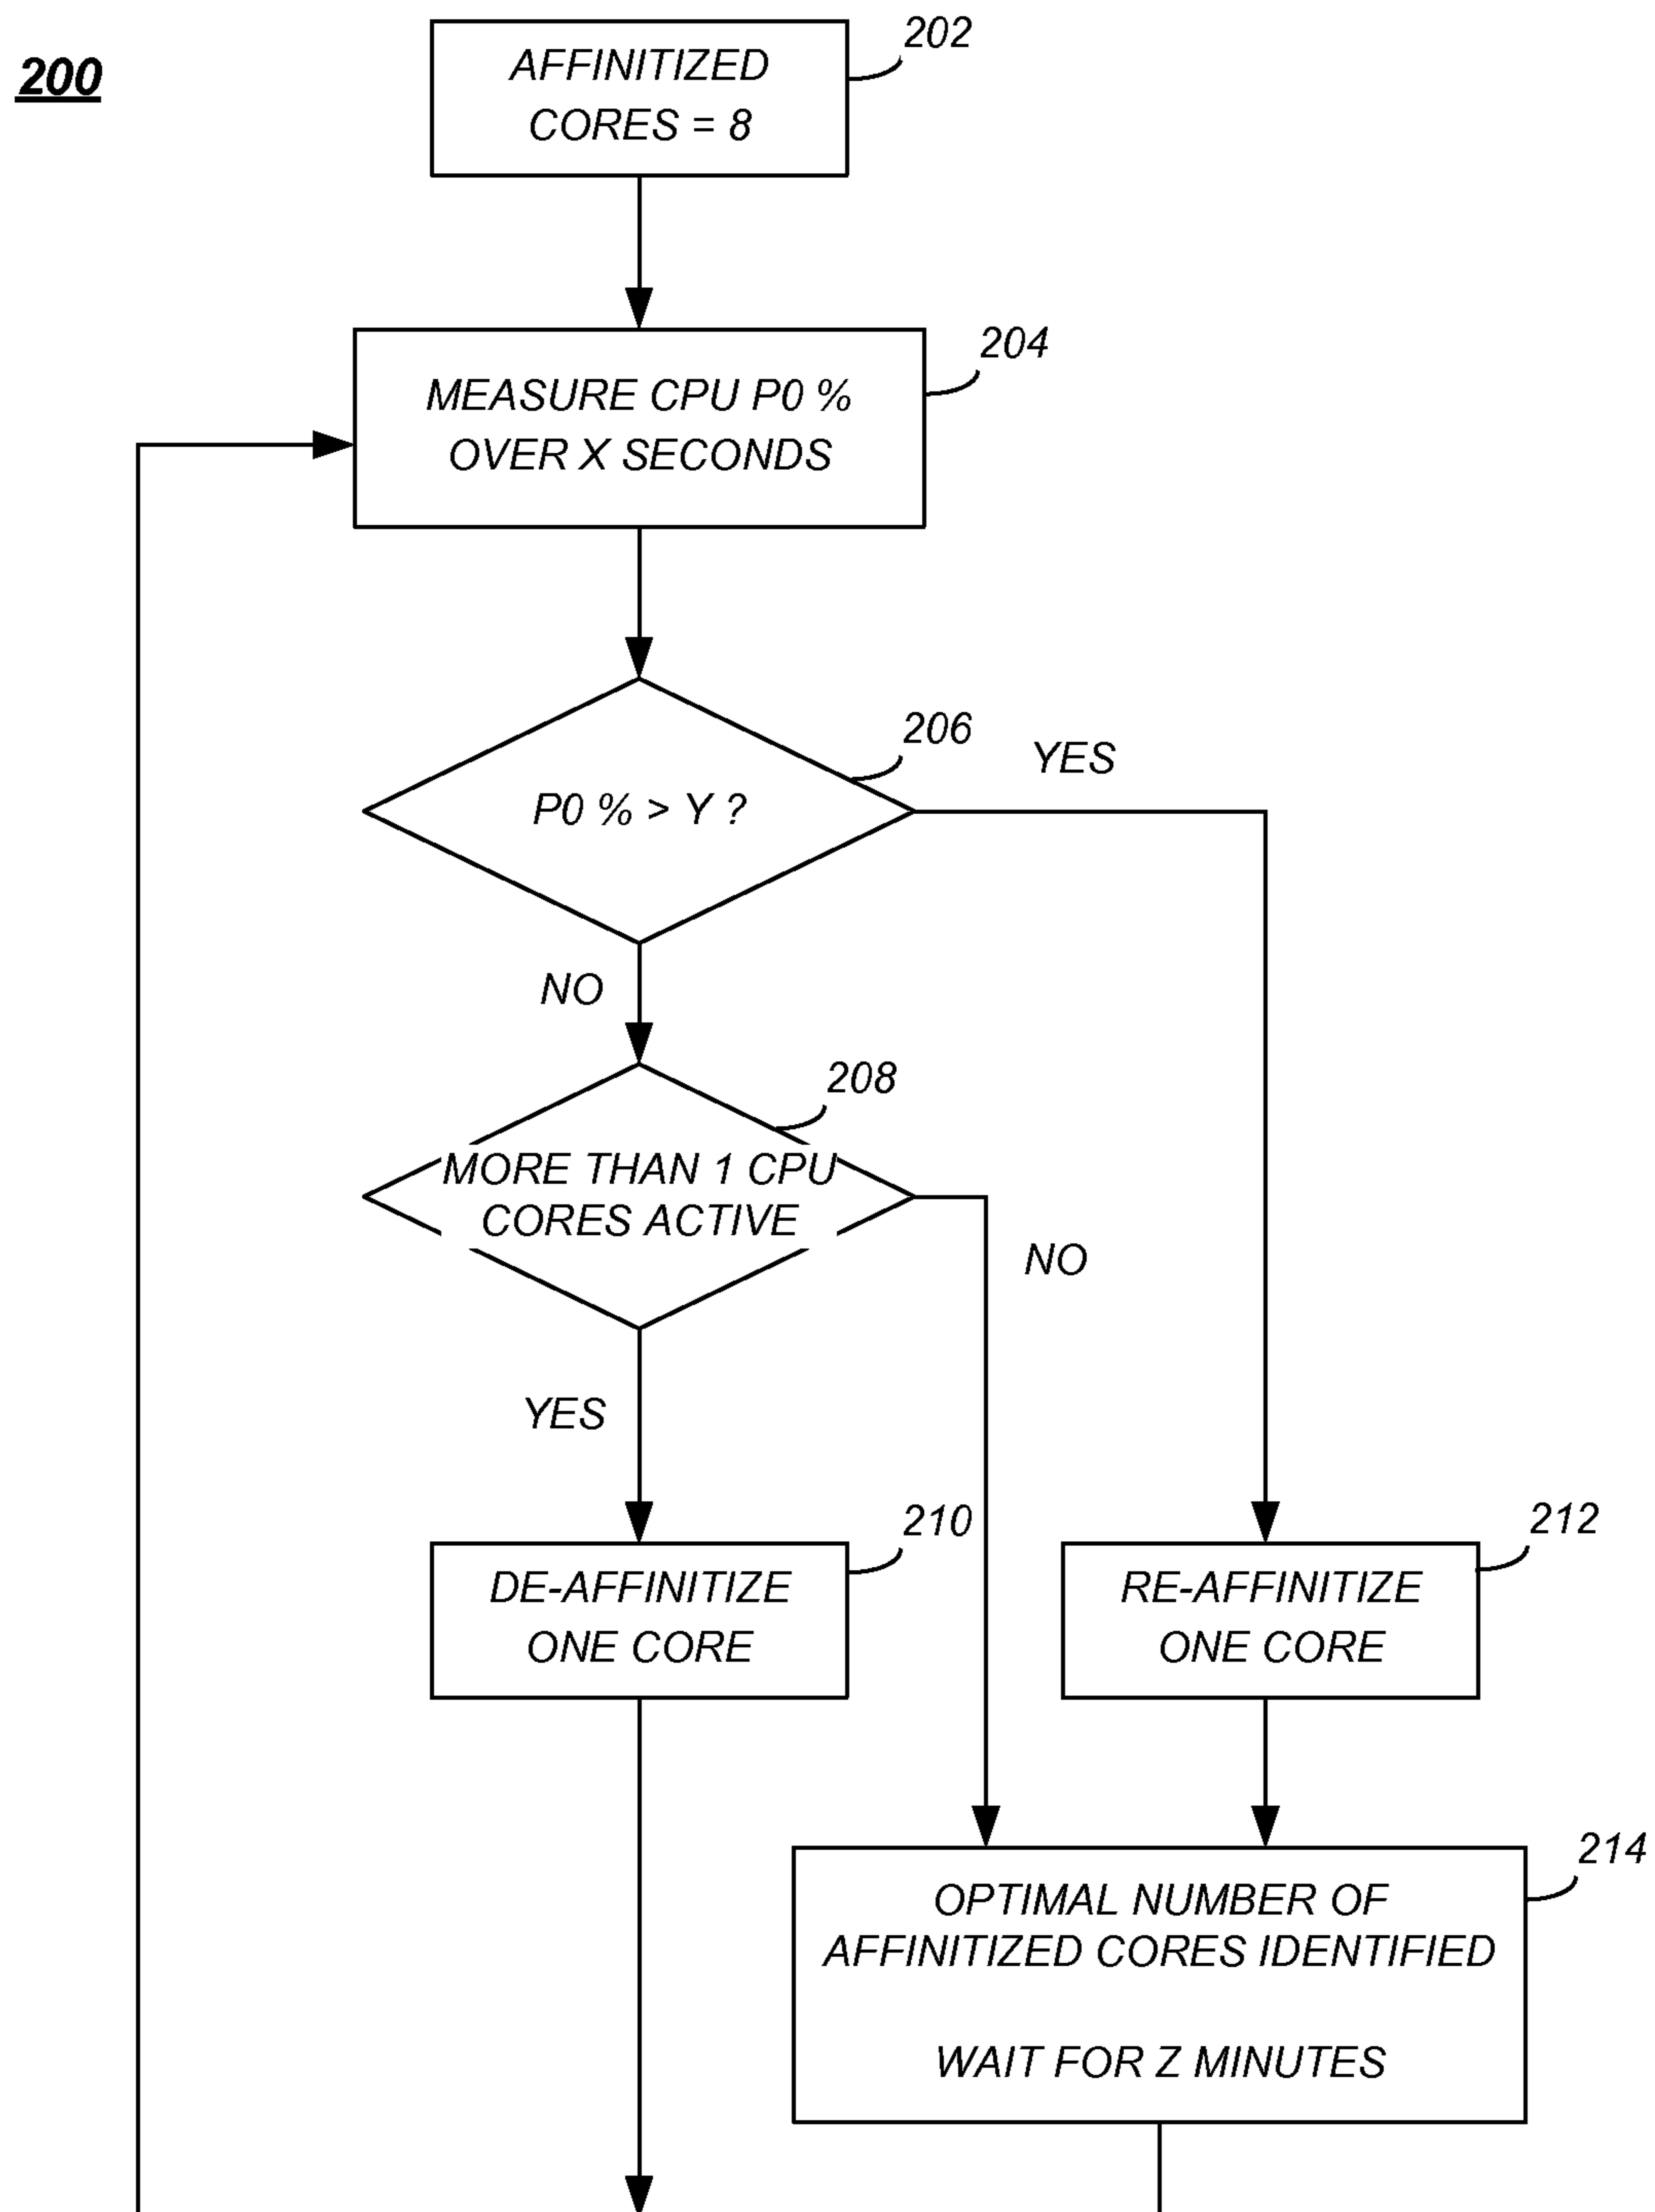 200
202
AFFINITIZED
CORES = 8
204
MEASURE CPU P0 %
OVER X SECONDS
206
YES
P0 % > Y ?
NO
208
MORE THAN 1 CPU
CORES ACTIVE
NO
YES
210
DE-AFFINITIZE
ONE CORE
212
RE-AFFINITIZE
ONE CORE
214
OPTIMAL NUMBER OF
AFFINITIZED CORES IDENTIFIED
WAIT FOR Z MINUTES